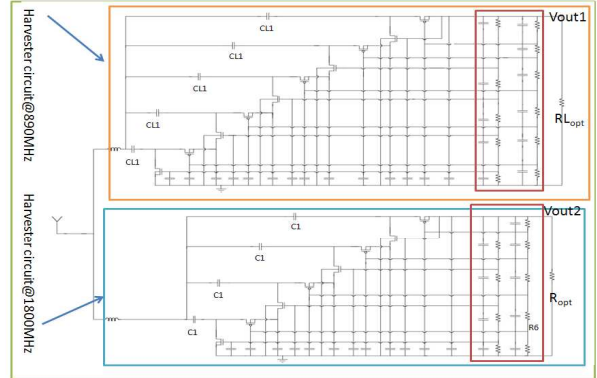 Harvester circuit@890MHz
Vout1
CL1
CL1
CL1
CL1
CL1
RLopt
Harvester circuit@1800MHz
Vout2
C1
C1
C1
C1
Ropt
R6